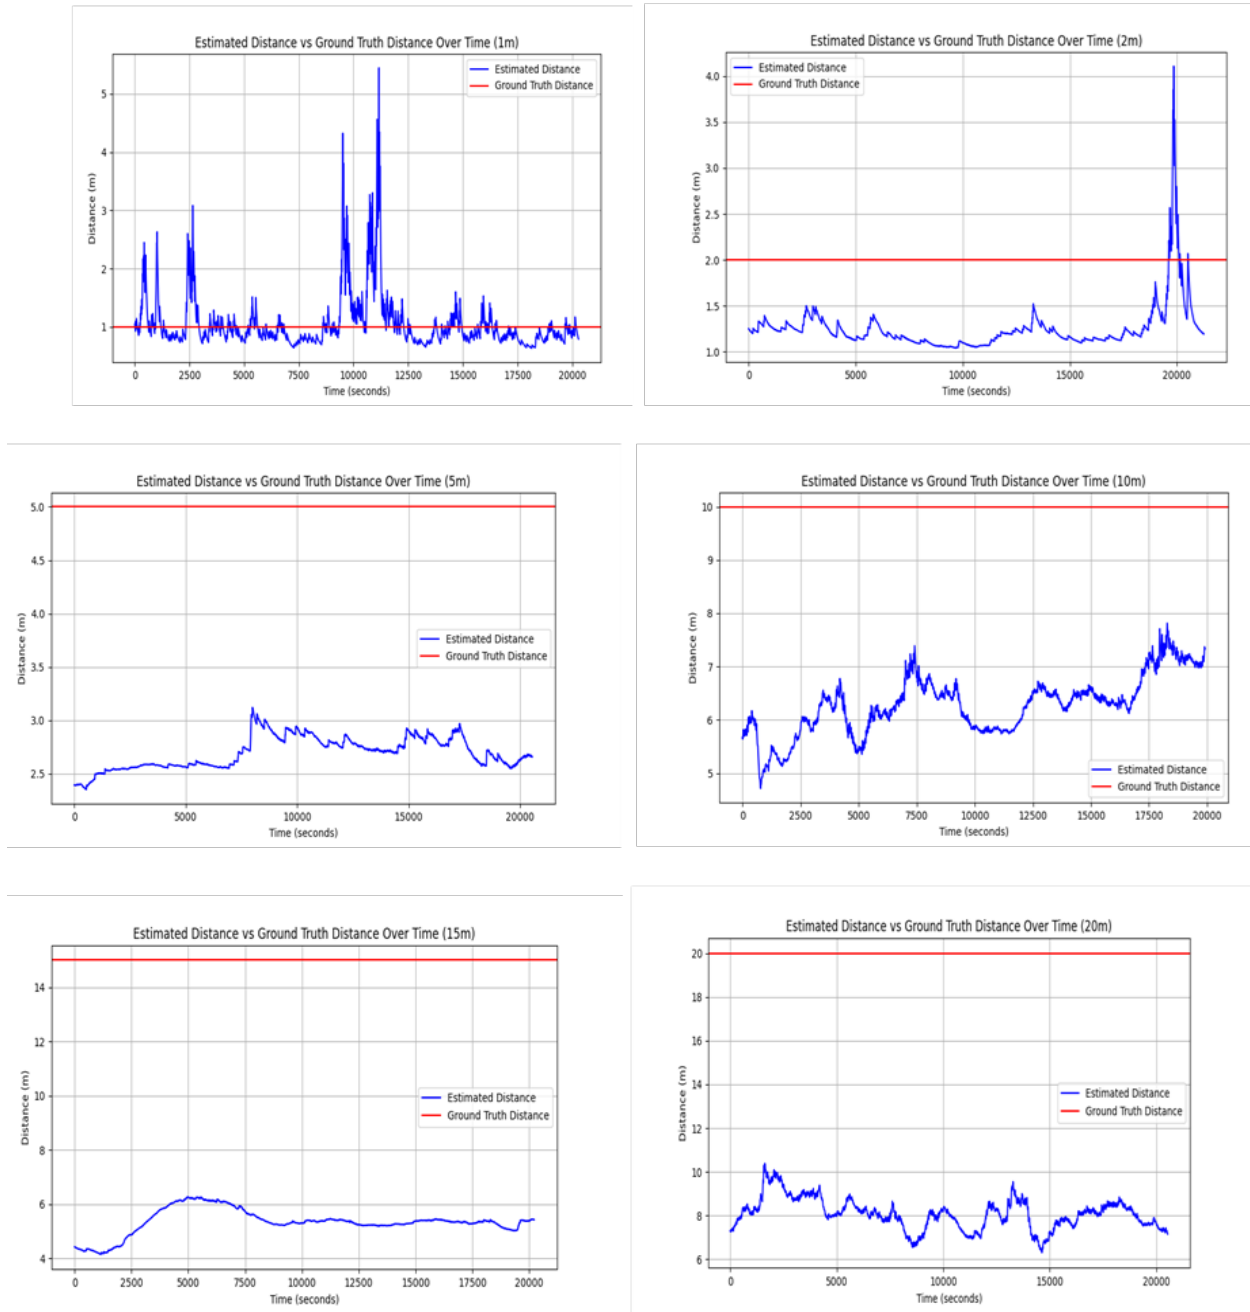 Estimated Distance vs Ground Truth Distance Over Time (1m)
Estimated Distance
Ground Truth Distance
5
4
3
2
1
Distance (m)
0 2500 5000 7500 10000 12500 15000 17500 20000
Time (seconds)
Estimated Distance vs Ground Truth Distance Over Time (2m)
Estimated Distance
Ground Truth Distance
4.0
3.5
3.0
2.5
2.0
1.5
1.0
Distance (m)
0 5000 10000 15000 20000
Time (seconds)
Estimated Distance vs Ground Truth Distance Over Time (5m)
5.0
4.5
4.0
3.5
3.0
2.5
Distance (m)
Estimated Distance
Ground Truth Distance
0 5000 10000 15000 20000
Time (seconds)
Estimated Distance vs Ground Truth Distance Over Time (10m)
10
9
8
7
6
5
Distance (m)
Estimated Distance
Ground Truth Distance
0 2500 5000 7500 10000 12500 15000 17500 20000
Time (seconds)
Estimated Distance vs Ground Truth Distance Over Time (15m)
14
12
10
8
6
4
Distance (m)
Estimated Distance
Ground Truth Distance
0 2500 5000 7500 10000 12500 15000 17500 20000
Time (seconds)
Estimated Distance vs Ground Truth Distance Over Time (20m)
20
18
16
14
12
10
8
6
Distance (m)
Estimated Distance
Ground Truth Distance
0 5000 10000 15000 20000
Time (seconds)